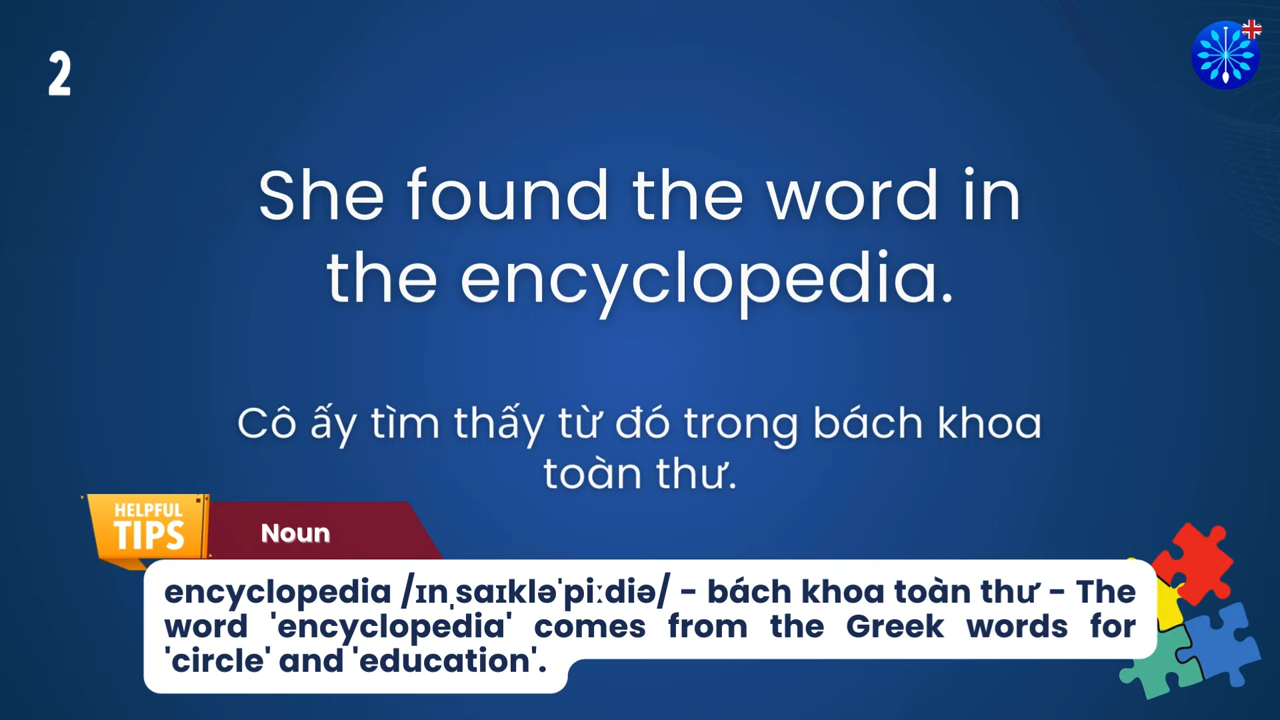 2
She found the word in
the encyclopedia.
Cô ấy tìm thấy từ đó trong bách khoa
toàn thư.
HELPFUL
TIPS
Noun
encyclopedia /ɪnˌsaɪkləˈpiːdiə/ - bách khoa toàn thư - The
word 'encyclopedia' comes from the Greek words for
'circle' and 'education'.